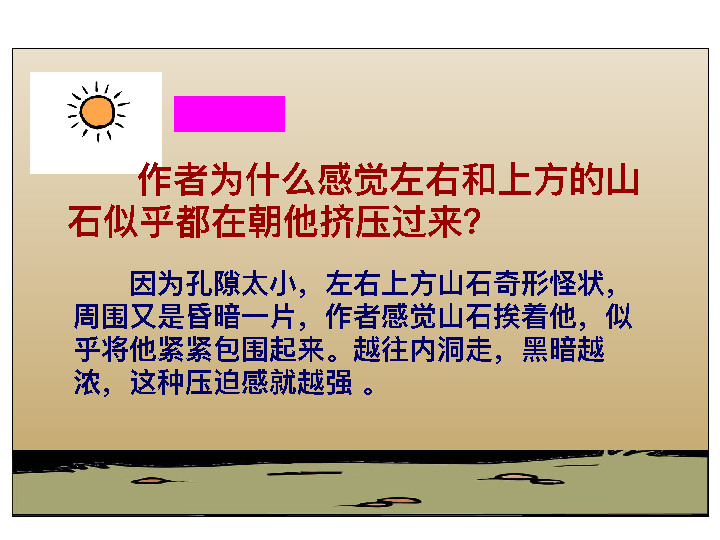 作者为什么感觉左右和上方的山
石似乎都在朝他挤压过来？
因为孔隙太小，左右上方山石奇形怪状，
周围又是昏暗一片，作者感觉山石挨着他，似
乎将他紧紧包围起来。越往内洞走，黑暗越
浓，这种压迫感就越强 。